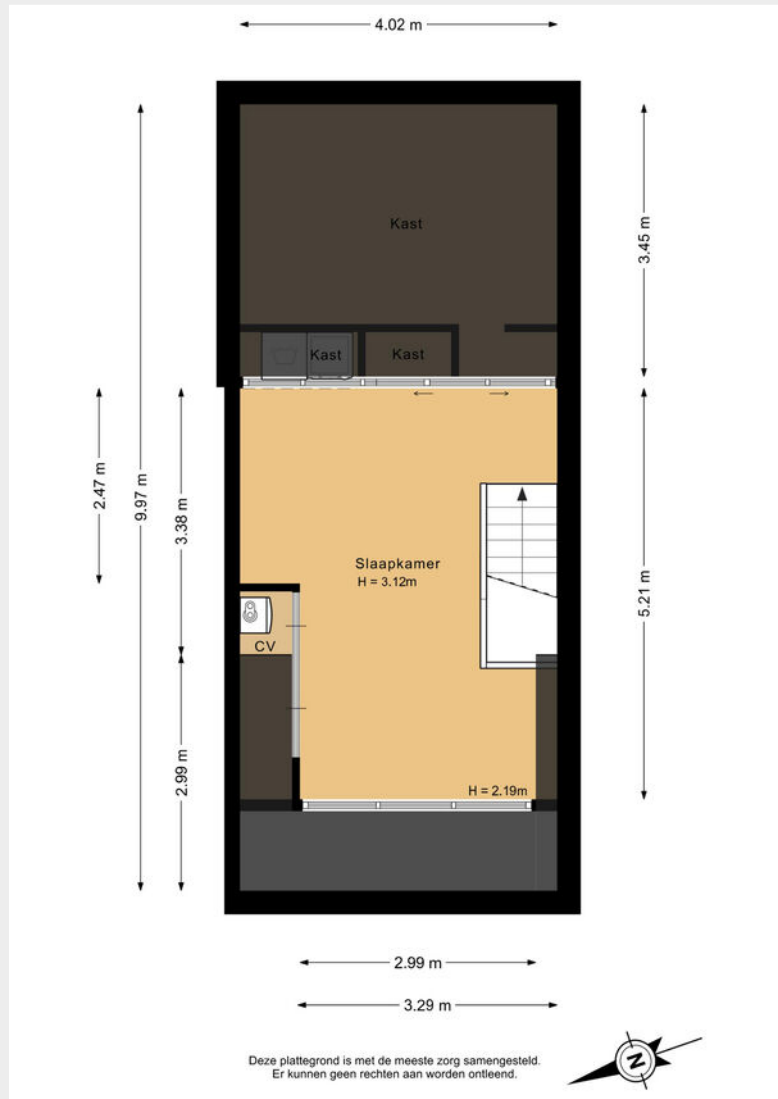 4.02 m
Kast
3.45 m
Kast
Kast
2.47 m
9.97 m
3.38 m
Slaapkamer
H = 3.12m
5.21 m
CV
2.99 m
H = 2.19m
2.99 m
3.29 m
N
Deze plattegrond is met de meeste zorg samengesteld.
Er kunnen geen rechten aan worden ontleend.